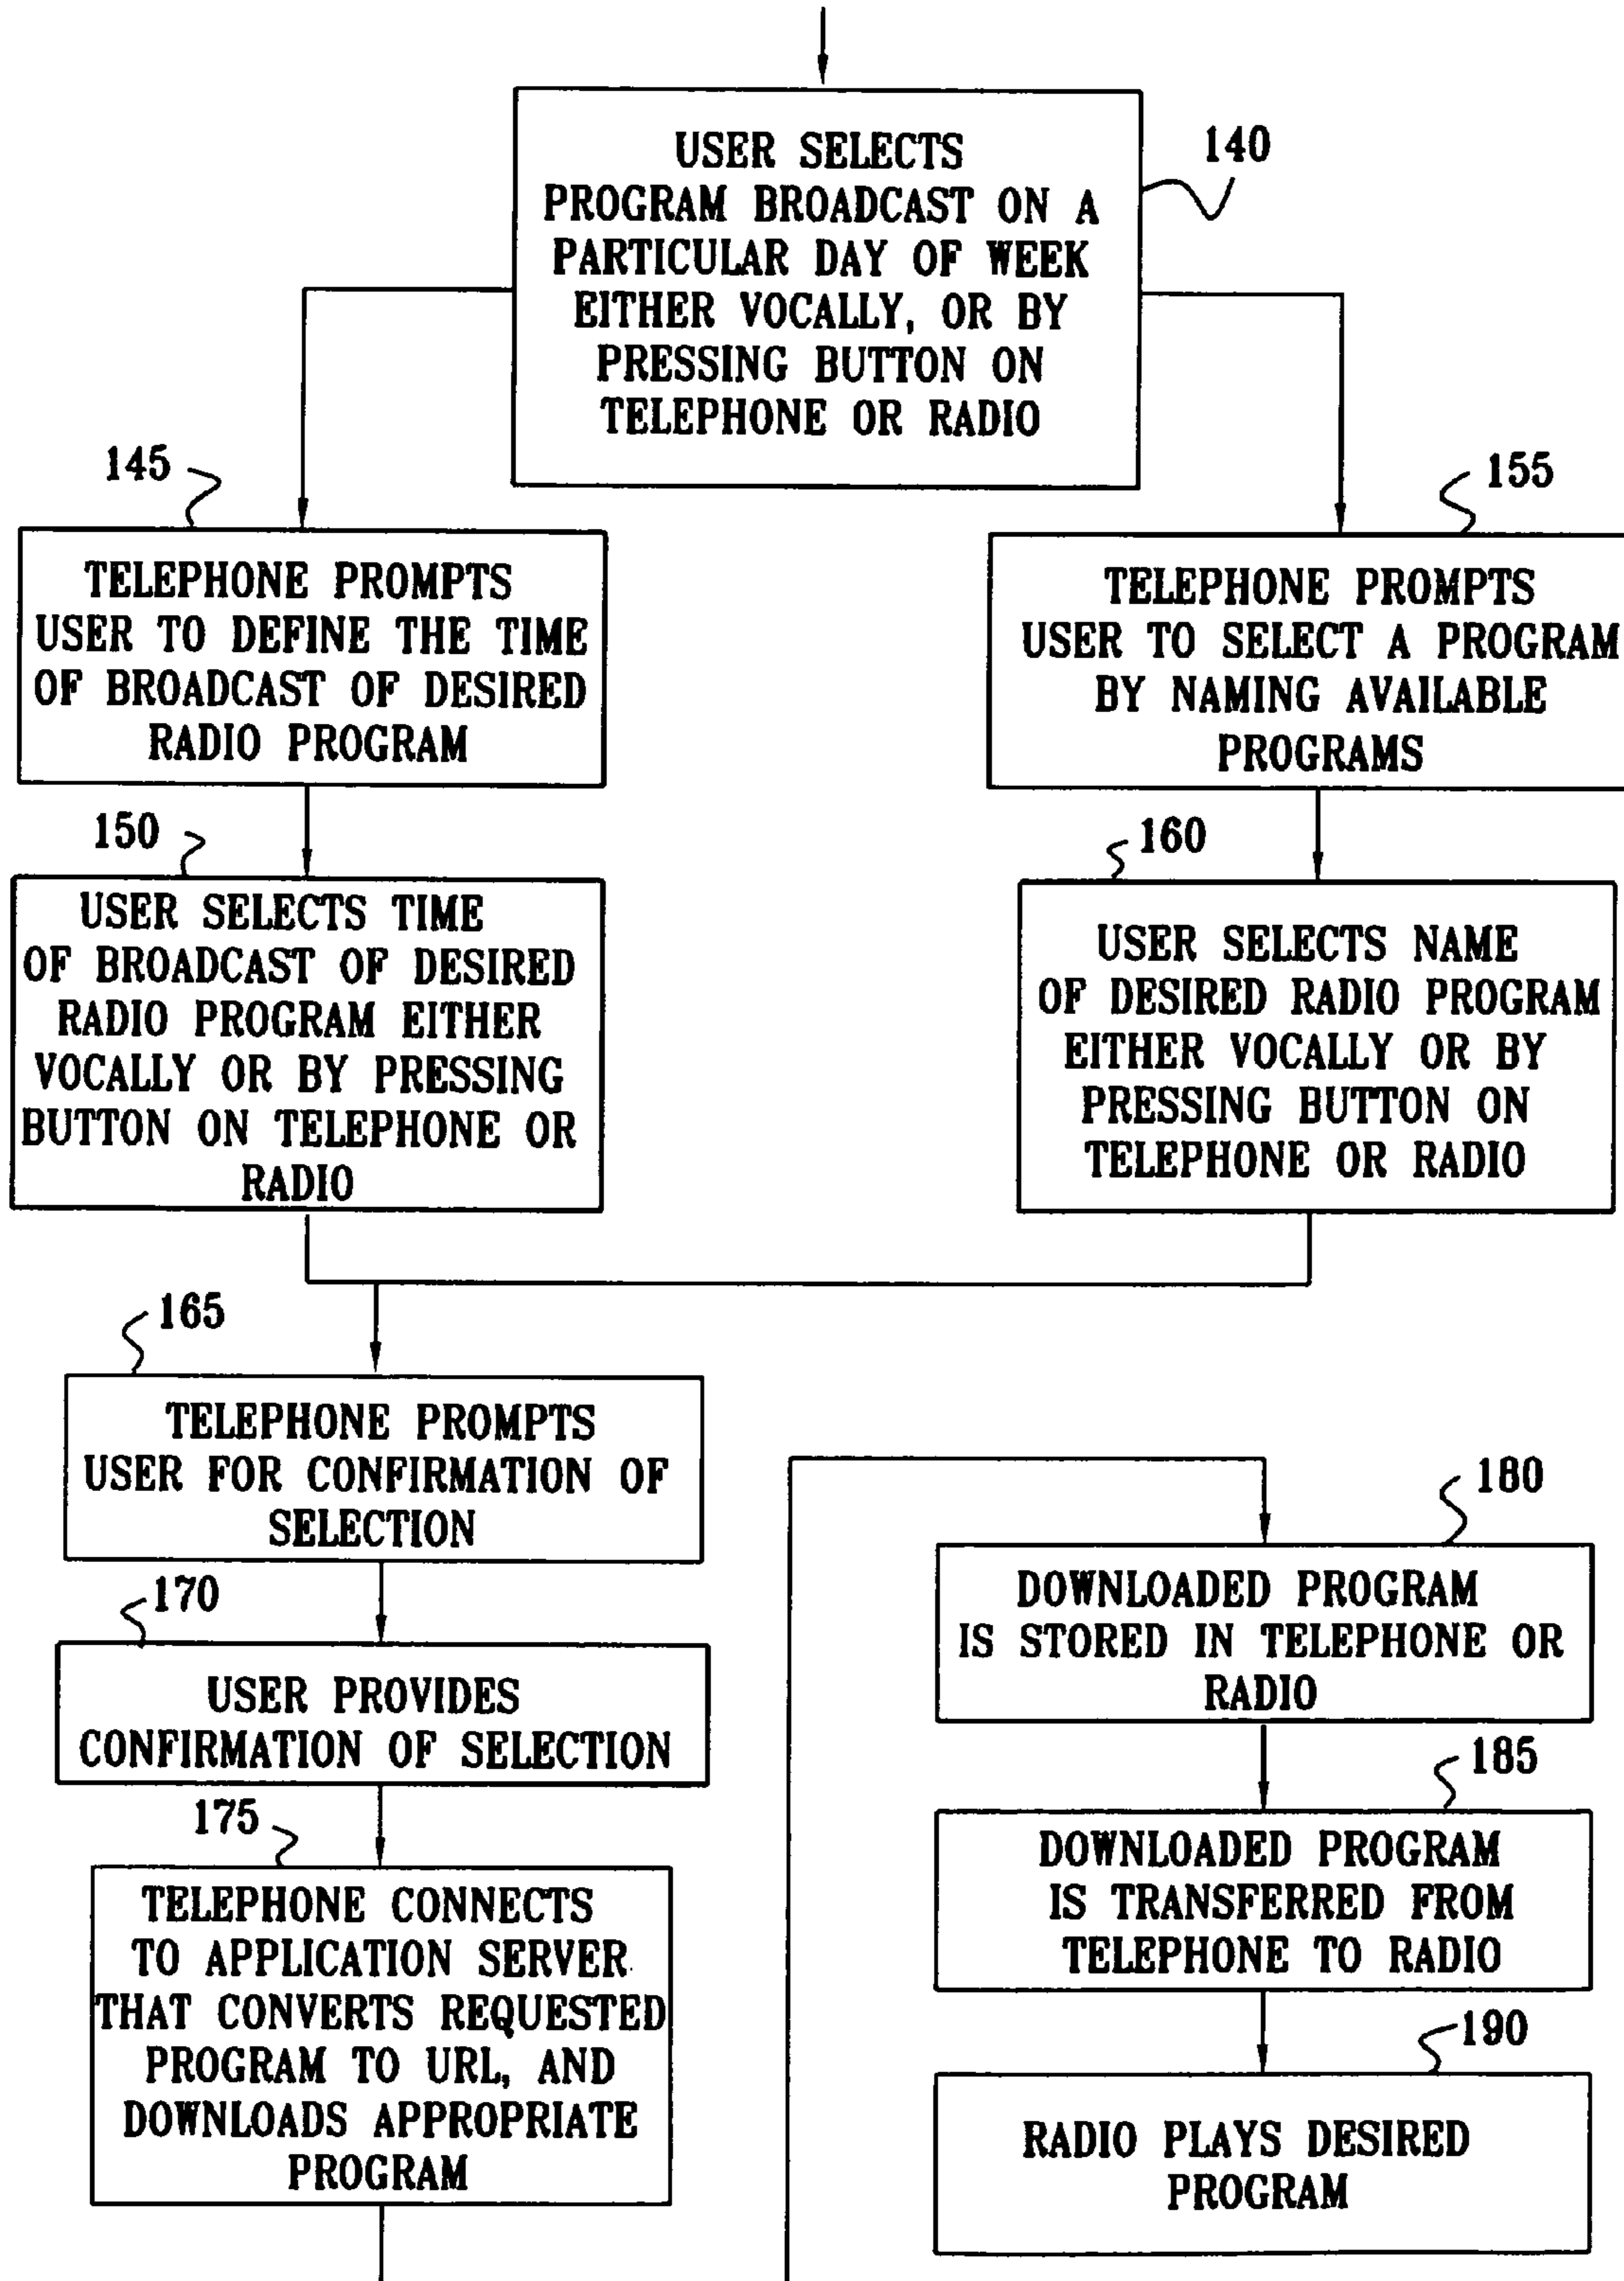 USER SELECTS
PROGRAM BROADCAST ON A
PARTICULAR DAY OF WEEK
EITHER VOCALLY, OR BY
PRESSING BUTTON ON
TELEPHONE OR RADIO
140
145
TELEPHONE PROMPTS
USER TO DEFINE THE TIME
OF BROADCAST OF DESIRED
RADIO PROGRAM
155
TELEPHONE PROMPTS
USER TO SELECT A PROGRAM
BY NAMING AVAILABLE
PROGRAMS
150
USER SELECTS TIME
OF BROADCAST OF DESIRED
RADIO PROGRAM EITHER
VOCALLY OR BY PRESSING
BUTTON ON TELEPHONE OR
RADIO
160
USER SELECTS NAME
OF DESIRED RADIO PROGRAM
EITHER VOCALLY OR BY
PRESSING BUTTON ON
TELEPHONE OR RADIO
165
TELEPHONE PROMPTS
USER FOR CONFIRMATION OF
SELECTION
170
USER PROVIDES
CONFIRMATION OF SELECTION
175
TELEPHONE CONNECTS
TO APPLICATION SERVER
THAT CONVERTS REQUESTED
PROGRAM TO URL, AND
DOWNLOADS APPROPRIATE
PROGRAM
180
DOWNLOADED PROGRAM
IS STORED IN TELEPHONE OR
RADIO
185
DOWNLOADED PROGRAM
IS TRANSFERRED FROM
TELEPHONE TO RADIO
190
RADIO PLAYS DESIRED
PROGRAM